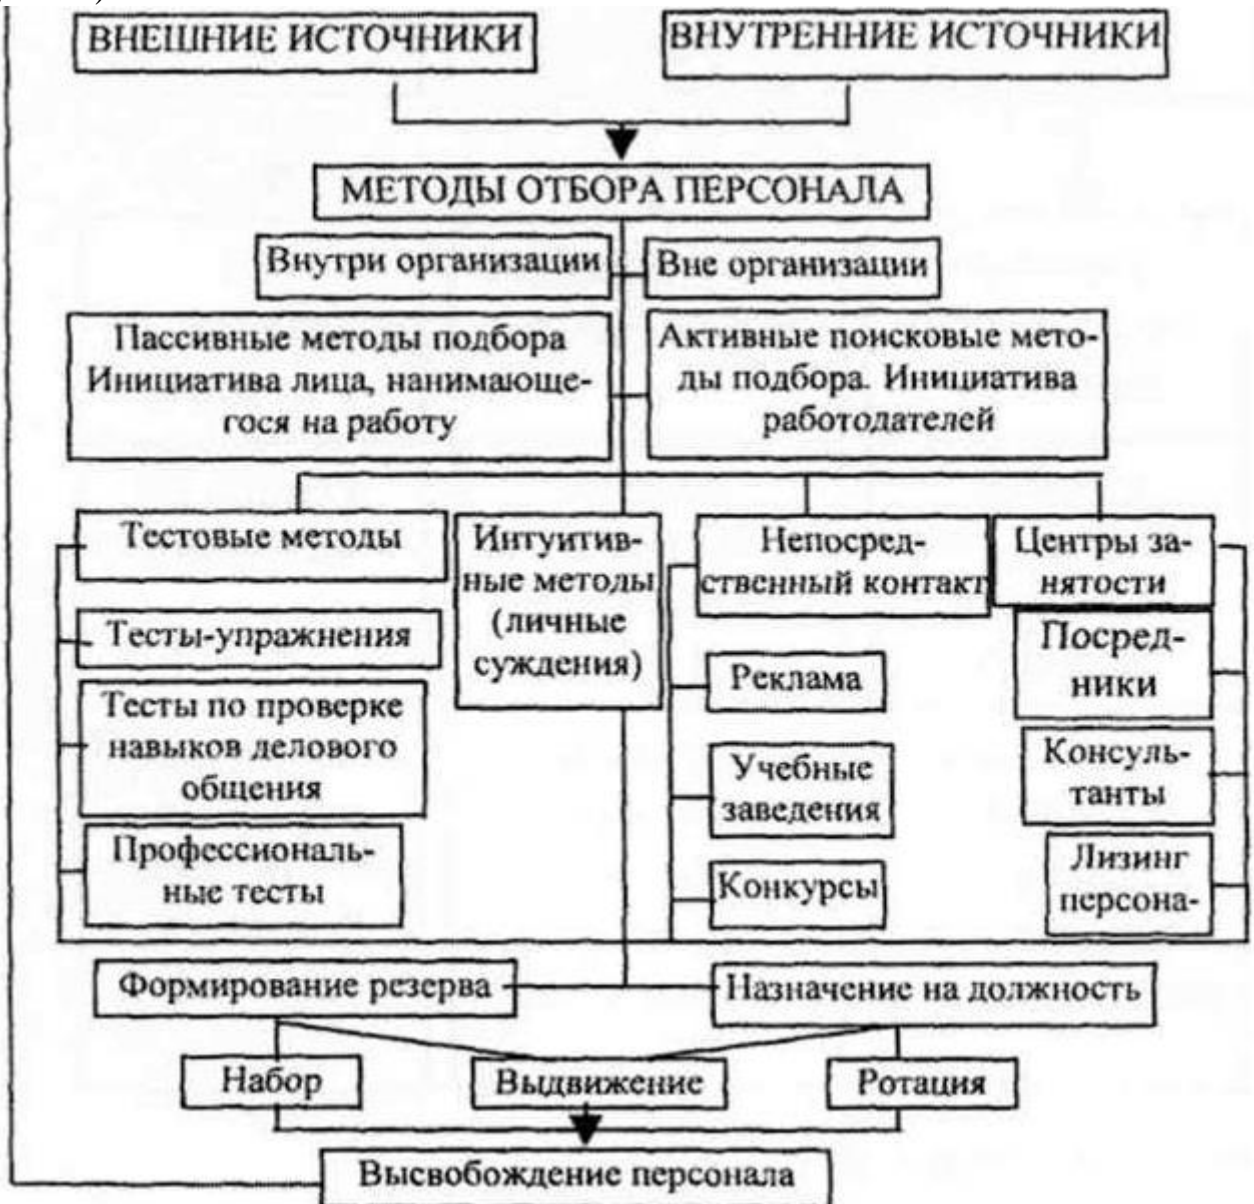 ВНЕШНИЕ ИСТОЧНИКИ
ВНУТРЕННИЕ ИСТОЧНИКИ
МЕТОДЫ ОТБОРА ПЕРСОНАЛА
Внутри организации
Вне организации
Пассивные методы подбора
Инициатива лица, нанимающе-
гося на работу
Активные поисковые мето-
ды подбора. Инициатива
работодателей
Тестовые методы
Тесты-упражнения
Тесты по проверке
навыков делового
общения
Профессиональ-
ные тесты
Интуитив-
ные методы
(личные
суждения)
Непосред-
ственный контакт
Реклама
Учебные
заведения
Конкурсы
Центры за-
нятости
Посред-
ники
Консуль-
танты
Лизинг
персона-
Формирование резерва
Назначение на должность
Набор
Выдвижение
Ротация
Высвобождение персонала